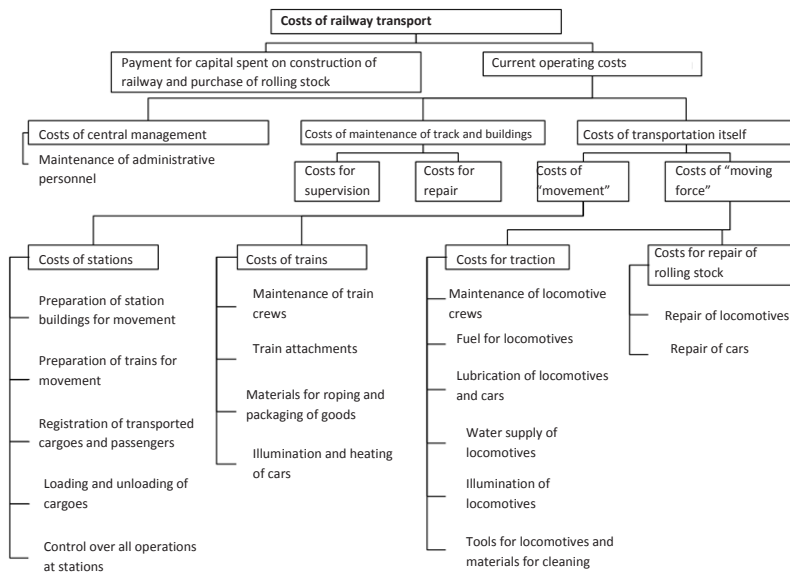 Costs of railway transport
Payment for capital spent on construction of
railway and purchase of rolling stock
Current operating costs
Costs of central management
Maintenance of administrative
personnel
Costs of maintenance of track and buildings
Costs for
supervision
Costs for
repair
Costs of transportation itself
Costs of
“movement”
Costs of “moving
force”
Costs of stations
Preparation of station
buildings for movement
Preparation of trains for
movement
Registration of transported
cargoes and passengers
Loading and unloading of
cargoes
Control over all operations
at stations
Costs of trains
Maintenance of train
crews
Train attachments
Materials for roping and
packaging of goods
Illumination and heating
of cars
Costs for traction
Maintenance of locomotive
crews
Fuel for locomotives
Lubrication of locomotives
and cars
Water supply of
locomotives
Illumination of
locomotives
Tools for locomotives and
materials for cleaning
Costs for repair of
rolling stock
Repair of locomotives
Repair of cars